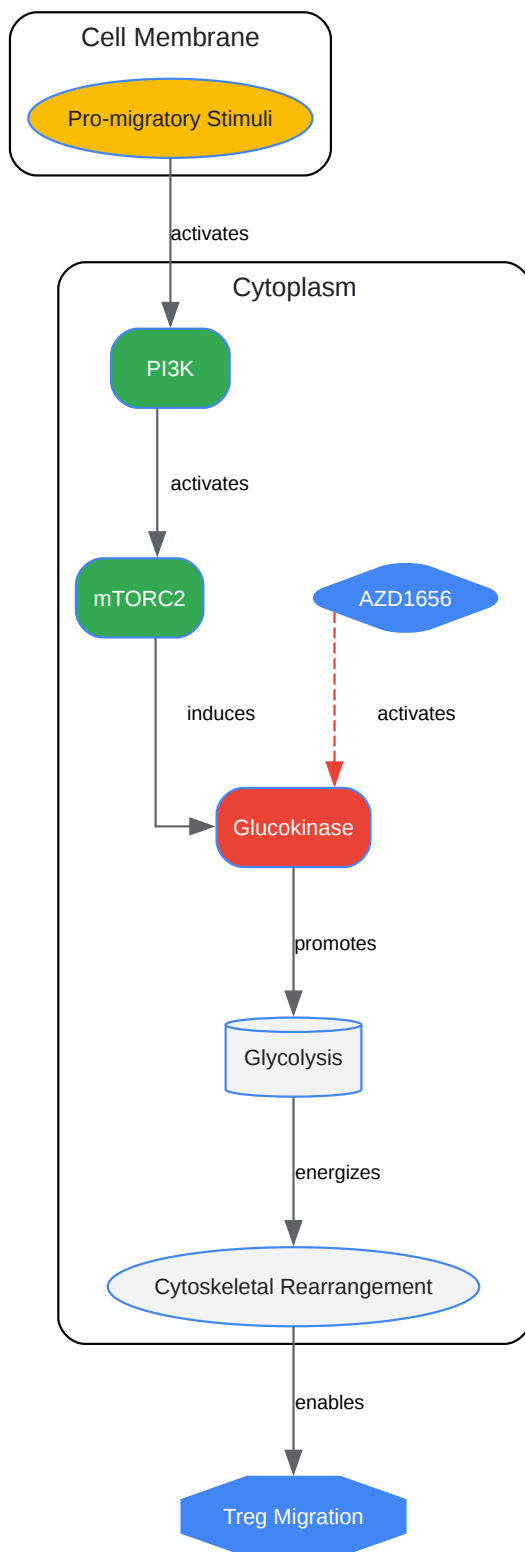 Cell Membrane
Pro-migratory Stimuli
activates
Cytoplasm
PI3K
activates
mTORC2
AZD1656
induces
activates
Glucokinase
promotes
Glycolysis
energizes
Cytoskeletal Rearrangement
enables
Treg Migration